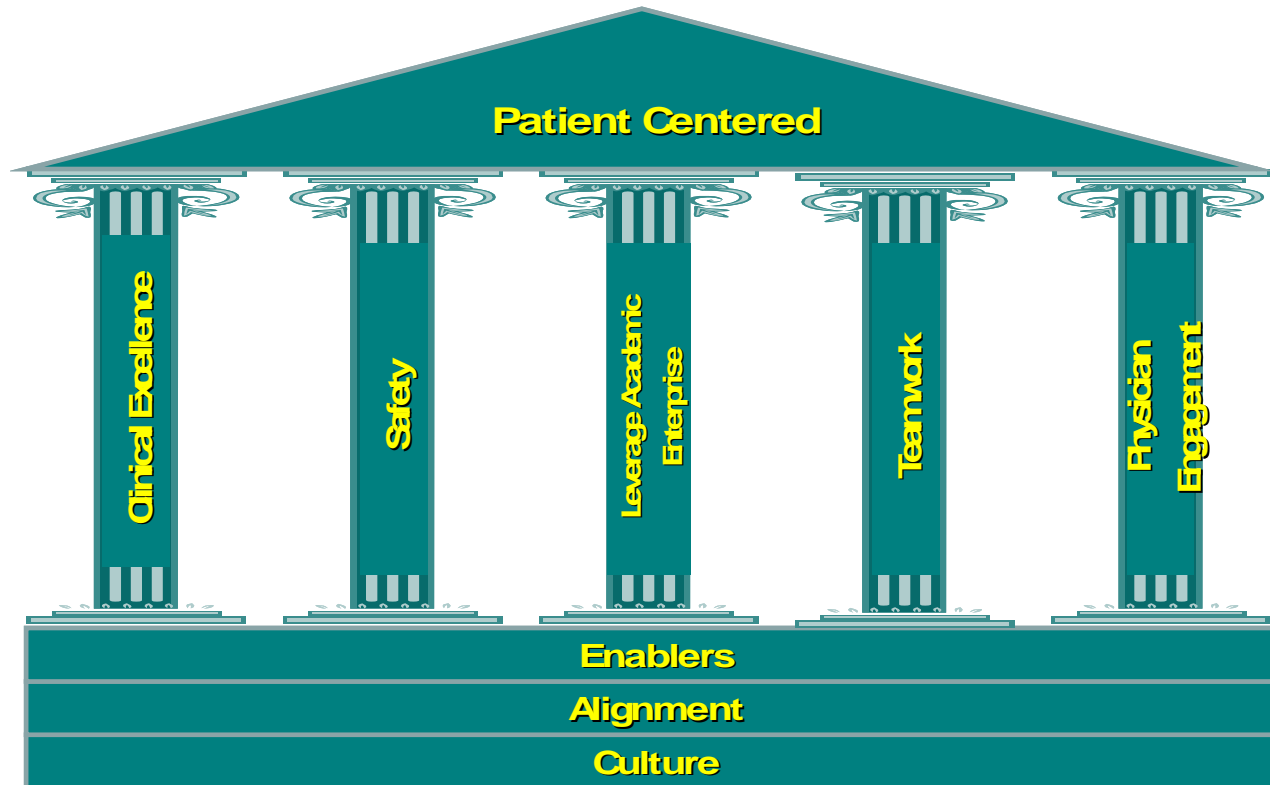 Patient Centered
Clinical Excellence
Safety
Leverage Academic
Enterprise
Teamwork
Physician
Engagement
Enablers
Alignment
Culture